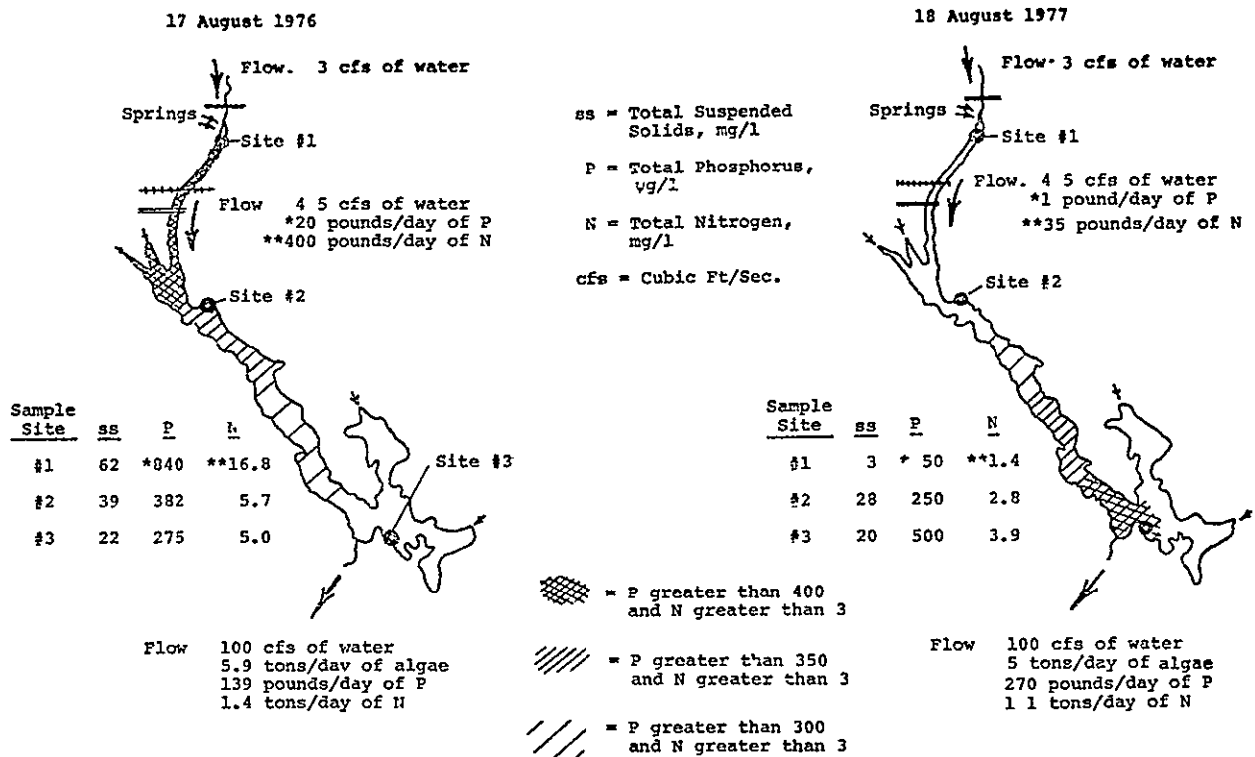 17 August 1976
Flow. 3 cfs of water
Springs
Site #1
Flow 4 5 cfs of water
*20 pounds/day of P
**400 pounds/day of N
Site #2
Sample Site ss P N
#1 62 *840 **16.8
#2 39 382 5.7
#3 22 275 5.0
Site #3
Flow 100 cfs of water
5.9 tons/day of algae
139 pounds/day of P
1.4 tons/day of N
ss = Total Suspended
Solids, mg/l
P = Total Phosphorus,
µg/l
N = Total Nitrogen,
mg/l
cfs = Cubic Ft/Sec.
= P greater than 400
and N greater than 3
= P greater than 350
and N greater than 3
= P greater than 300
and N greater than 3
18 August 1977
Flow. 3 cfs of water
Springs
Site #1
Flow. 4 5 cfs of water
*1 pound/day of P
**35 pounds/day of N
Site #2
Sample Site ss P N
#1 3 * 50 **1.4
#2 28 250 2.8
#3 20 500 3.9
Flow 100 cfs of water
5 tons/day of algae
270 pounds/day of P
1 1 tons/day of N